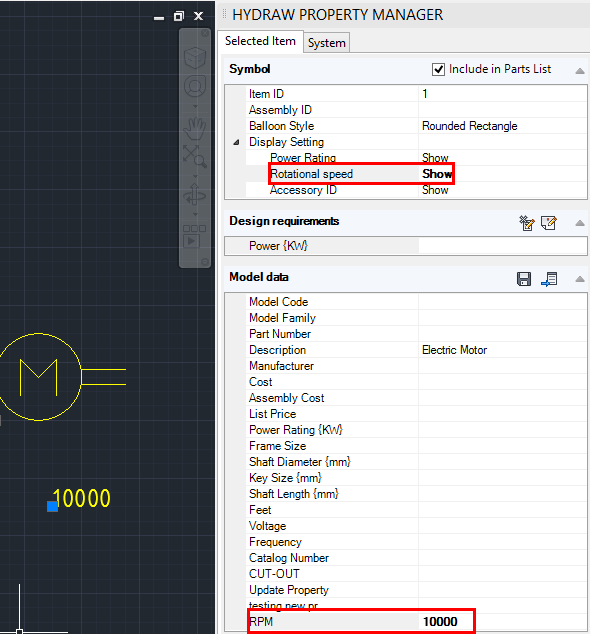 HYDRAW PROPERTY MANAGER
Selected Item System
Symbol Include in Parts List
Item ID 1
Assembly ID
Balloon Style Rounded Rectangle
Display Setting
Power Rating Show
Rotational speed Show
Accessory ID Show
Design requirements
Power {KW}
Model data
Model Code
Model Family
Part Number
Description Electric Motor
Manufacturer
Cost
Assembly Cost
List Price
Power Rating {KW}
Frame Size
Shaft Diameter {mm}
Key Size {mm}
Shaft Length {mm}
Feet
Voltage
Frequency
Catalog Number
CUT-OUT
Update Property
testing new pr
RPM 10000
M
10000